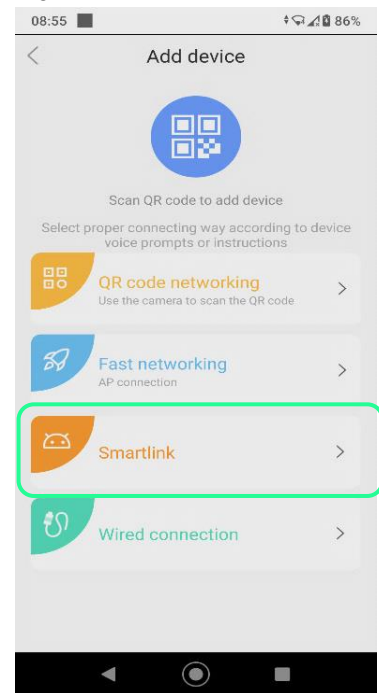 08:55
86%
Add device
Scan QR code to add device
Select proper connecting way according to device
voice prompts or instructions
QR code networking
Use the camera to scan the QR code
Fast networking
AP connection
Smartlink
Wired connection